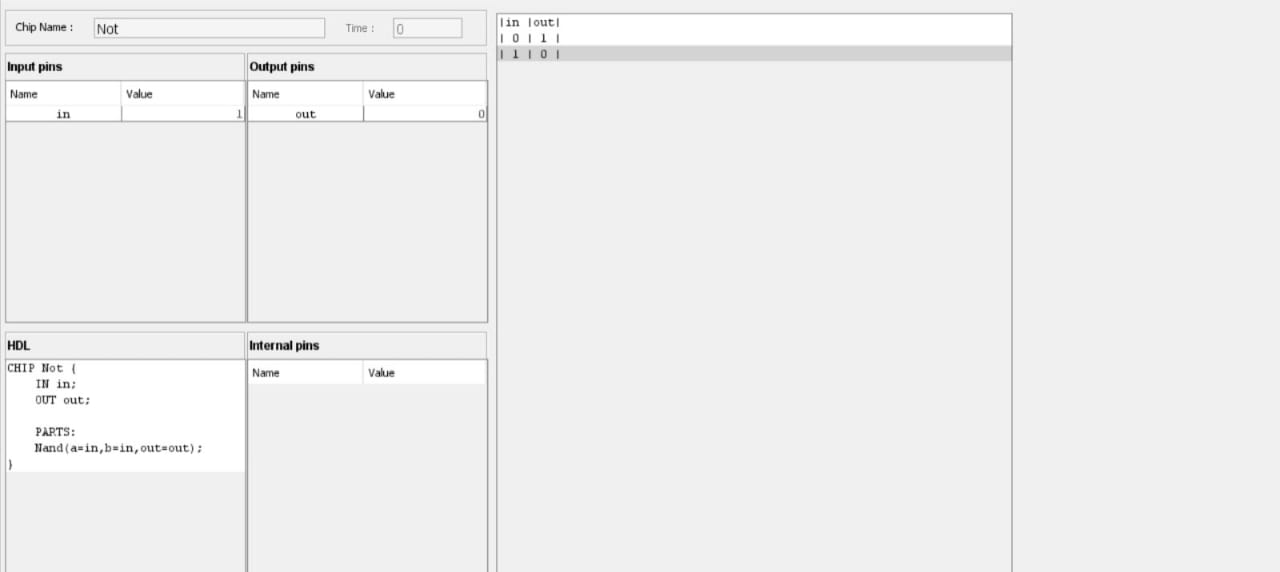 Chip Name : Not Time : 0
Input pins
Name Value
in 1
Output pins
Name Value
out 0
HDL
CHIP Not {
    IN in;
    OUT out;

    PARTS:
    Nand(a=in,b=in,out=out);
}
Internal pins
Name Value
|in |out|
| 0 | 1 |
| 1 | 0 |